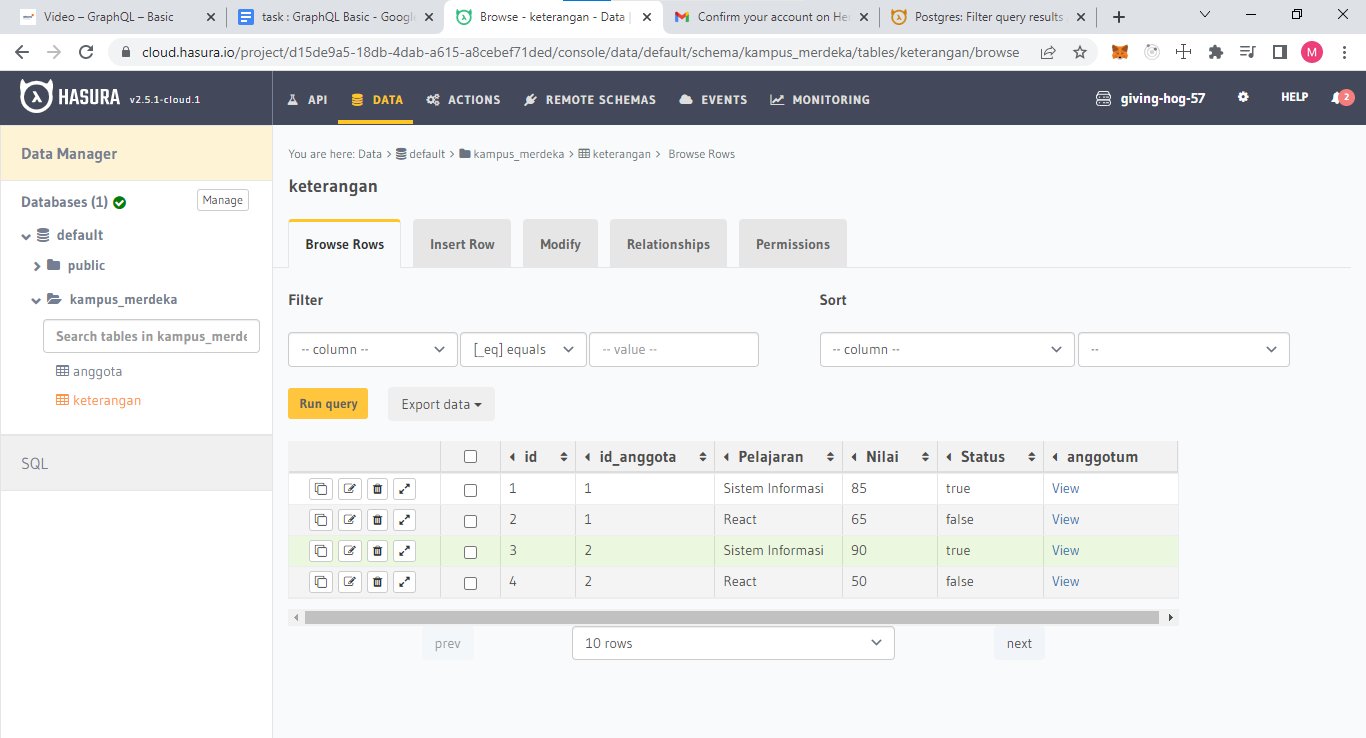 Video – GraphQL – Basic
task : GraphQL Basic - Google
Browse - keterangan - Data |
Confirm your account on He
Postgres: Filter query results
cloud.hasura.io/project/d15de9a5-18db-4dab-a615-a8cebef71ded/console/data/default/schema/kampus_merdeka/tables/keterangan/browse
M
HASURA v2.5.1-cloud.1
API
DATA
ACTIONS
REMOTE SCHEMAS
EVENTS
MONITORING
giving-hog-57
HELP
2
Data Manager
Databases (1)
Manage
default
public
kampus_merdeka
Search tables in kampus_merde
anggota
keterangan
SQL
You are here: Data > default > kampus_merdeka > keterangan > Browse Rows
keterangan
Browse Rows
Insert Row
Modify
Relationships
Permissions
Filter
Sort
-- column --
[_eq] equals
-- value --
-- column --
--
Run query
Export data
id id_anggota Pelajaran Nilai Status anggotum
1 1 Sistem Informasi 85 true View
2 1 React 65 false View
3 2 Sistem Informasi 90 true View
4 2 React 50 false View
prev
10 rows
next